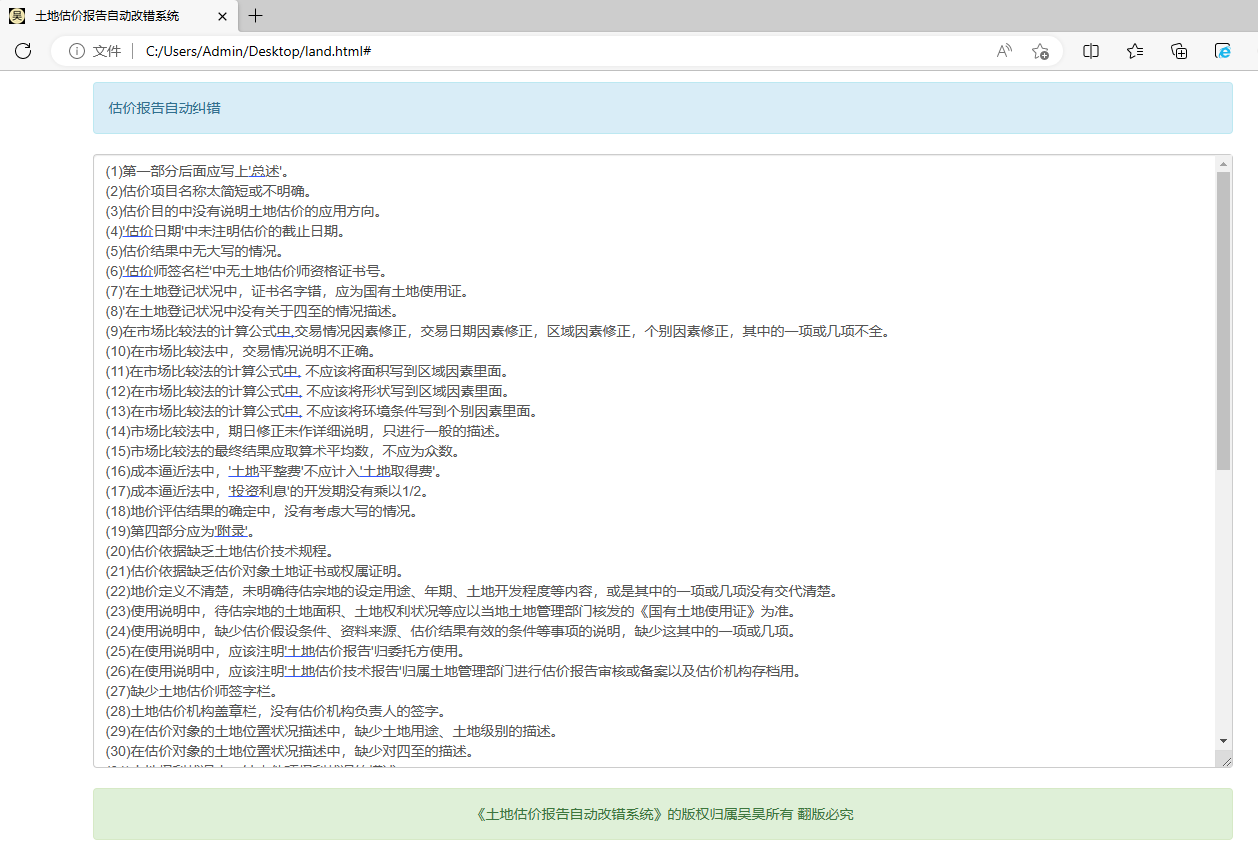 昊 土地估价报告自动改错系统
文件 C:/Users/Admin/Desktop/land.html#
估价报告自动纠错
(1)第一部分后面应写上'总述'。
(2)估价项目名称太简短或不明确。
(3)估价目的中没有说明土地估价的应用方向。
(4)'估价日期'中未注明估价的截止日期。
(5)估价结果中无大写的情况。
(6)'估价师签名栏'中无土地估价师资格证书号。
(7)'在土地登记状况中，证书名字错，应为国有土地使用证。
(8)'在土地登记状况中没有关于四至的情况描述。
(9)在市场比较法的计算公式中,交易情况因素修正，交易日期因素修正，区域因素修正，个别因素修正，其中的一项或几项不全。
(10)在市场比较法中，交易情况说明不正确。
(11)在市场比较法的计算公式中, 不应该将面积写到区域因素里面。
(12)在市场比较法的计算公式中, 不应该将形状写到区域因素里面。
(13)在市场比较法的计算公式中, 不应该将环境条件写到个别因素里面。
(14)市场比较法中，期日修正未作详细说明，只进行一般的描述。
(15)市场比较法的最终结果应取算术平均数，不应为众数。
(16)成本逼近法中，'土地平整费'不应计入'土地取得费'。
(17)成本逼近法中，'投资利息'的开发期没有乘以1/2。
(18)地价评估结果的确定中，没有考虑大写的情况。
(19)第四部分应为'附录'。
(20)估价依据缺乏土地估价技术规程。
(21)估价依据缺乏估价对象土地证书或权属证明。
(22)地价定义不清楚，未明确待估宗地的设定用途、年期、土地开发程度等内容，或是其中的一项或几项没有交代清楚。
(23)使用说明中，待估宗地的土地面积、土地权利状况等应以当地土地管理部门核发的《国有土地使用证》为准。
(24)使用说明中，缺少估价假设条件、资料来源、估价结果有效的条件等事项的说明，缺少这其中的一项或几项。
(25)在使用说明中，应该注明'土地估价报告'归委托方使用。
(26)在使用说明中，应该注明'土地估价技术报告'归属土地管理部门进行估价报告审核或备案以及估价机构存档用。
(27)缺少土地估价师签字栏。
(28)土地估价机构盖章栏，没有估价机构负责人的签字。
(29)在估价对象的土地位置状况描述中，缺少土地用途、土地级别的描述。
(30)在估价对象的土地位置状况描述中，缺少对四至的描述。
《土地估价报告自动改错系统》的版权归属吴昊所有 翻版必究